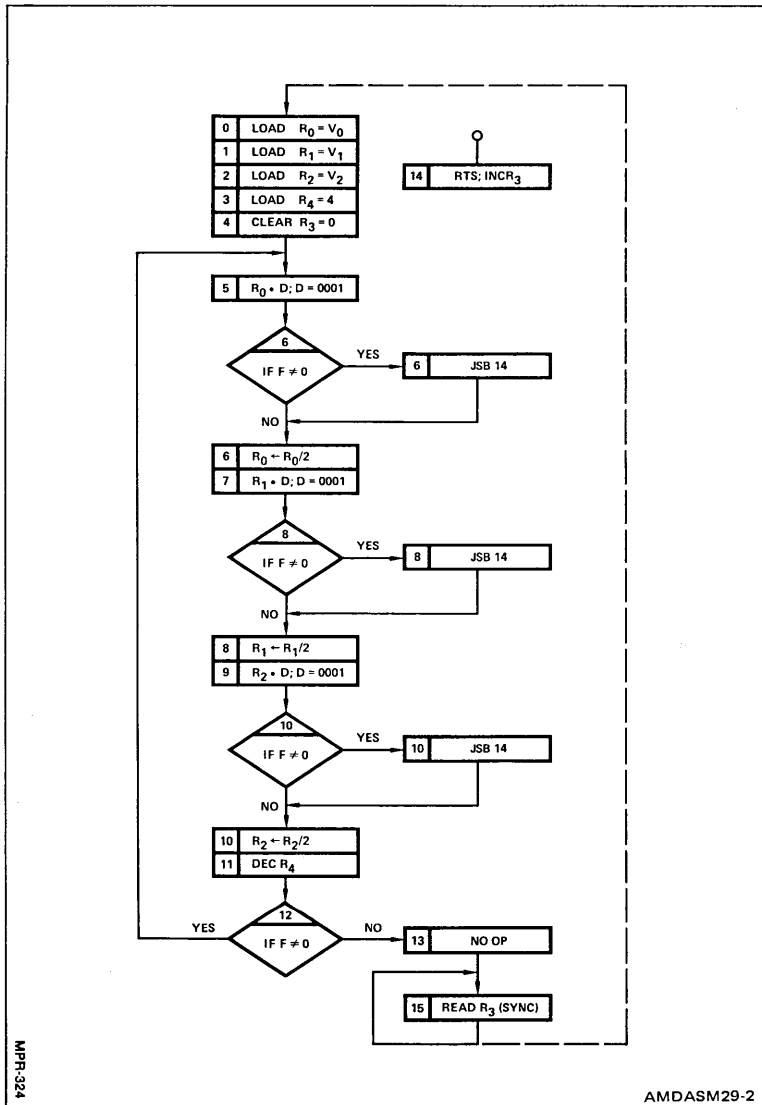 0 LOAD R0 = V0
1 LOAD R1 = V1
2 LOAD R2 = V2
3 LOAD R4 = 4
4 CLEAR R3 = 0
14 RTS; INCR3
5 R0 • D; D = 0001
6
IF F ≠ 0
YES
6 JSB 14
NO
6 R0 ← R0/2
7 R1 • D; D = 0001
8
IF F ≠ 0
YES
8 JSB 14
NO
8 R1 ← R1/2
9 R2 • D; D = 0001
10
IF F ≠ 0
YES
10 JSB 14
NO
10 R2 ← R2/2
11 DEC R4
12
YES
IF F ≠ 0
NO
13 NO OP
15 READ R3 (SYNC)
MPR-324
AMDASM29-2